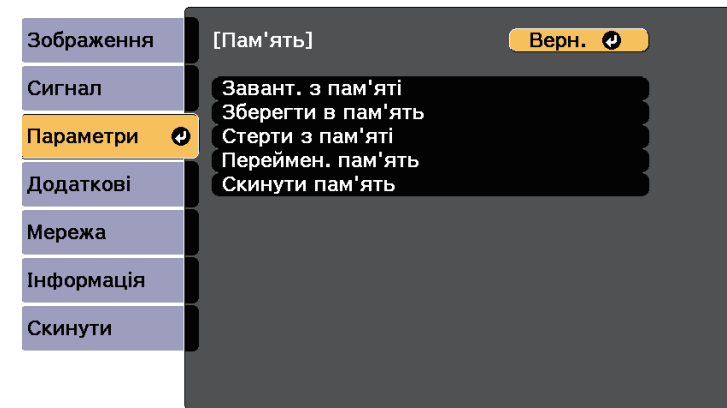 Зображення
Сигнал
Параметри
Додаткові
Мережа
Інформація
Скинути
[Пам'ять]
Верн.
Завант. з пам'яті
Зберегти в пам'ять
Стерти з пам'яті
Переймен. пам'ять
Скинути пам'ять